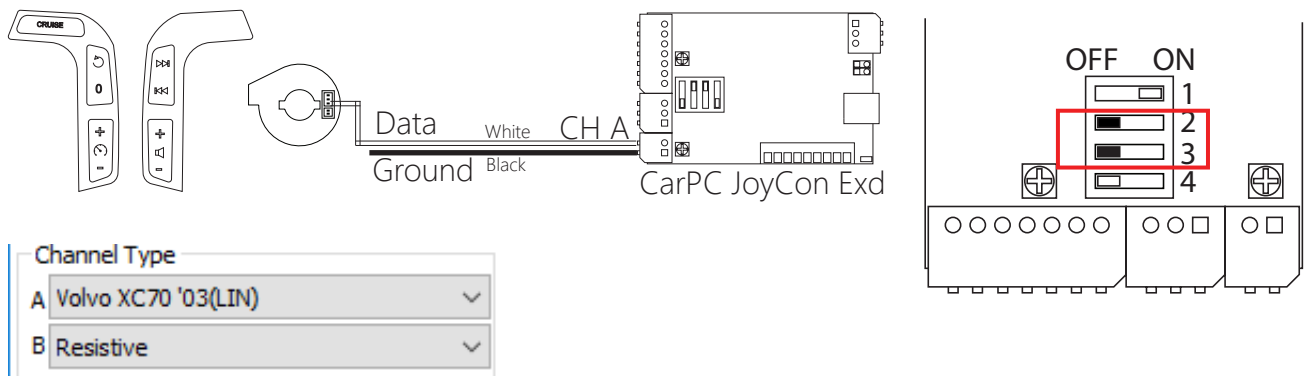 CRUISE
0
+
-
+
-
Data White CH A
Ground Black
CarPC JoyCon Exd
OFF ON
1
2
3
4
Channel Type
A Volvo XC70 '03(LIN)
B Resistive